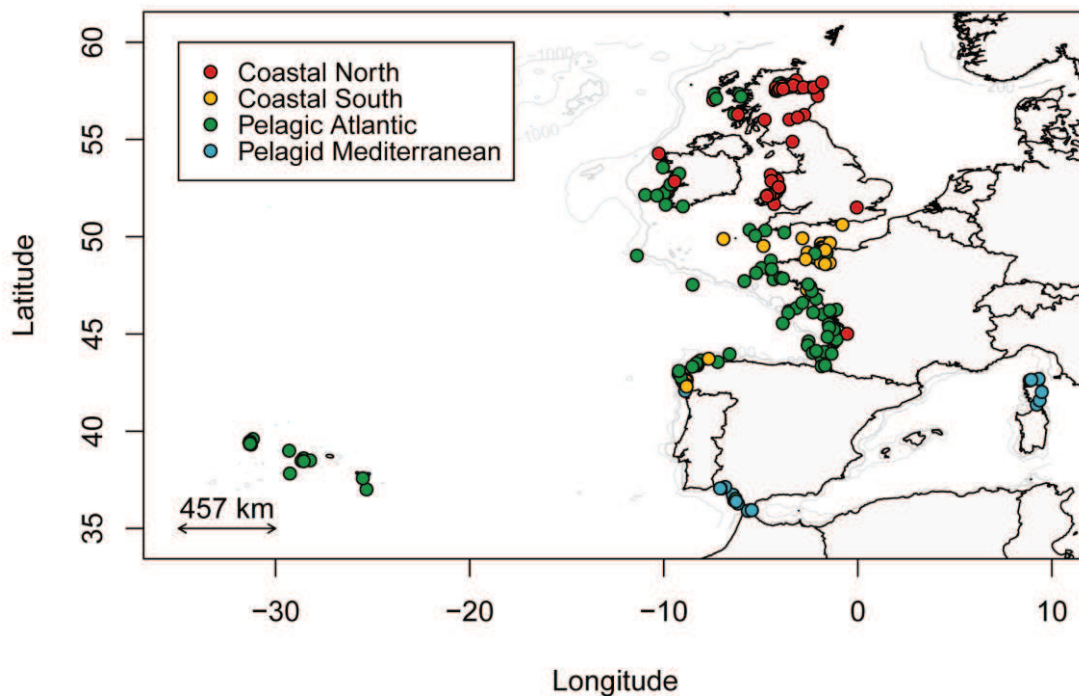 Coastal North
Coastal South
Pelagic Atlantic
Pelagid Mediterranean
1000
1000
200
60
55
50
45
40
35
Latitude
457 km
−30
−20
−10
0
10
Longitude